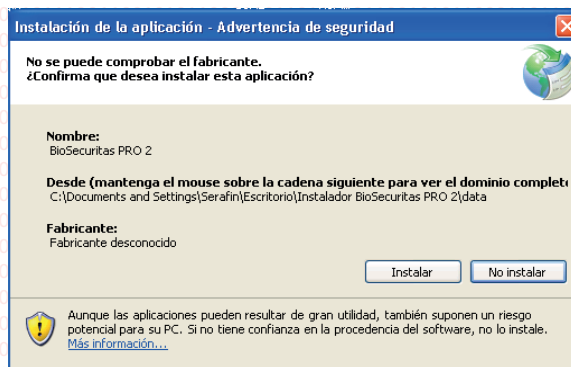 Instalación de la aplicación - Advertencia de seguridad
No se puede comprobar el fabricante.
¿Confirma que desea instalar esta aplicación?
Nombre:
BioSecuritas PRO 2
Desde (mantenga el mouse sobre la cadena siguiente para ver el dominio complet
C:\Documents and Settings\Serafin\Escritorio\Instalador BioSecuritas PRO 2\data
Fabricante:
Fabricante desconocido
Instalar
No instalar
Aunque las aplicaciones pueden resultar de gran utilidad, también suponen un riesgo
potencial para su PC. Si no tiene confianza en la procedencia del software, no lo instale.
Más información...